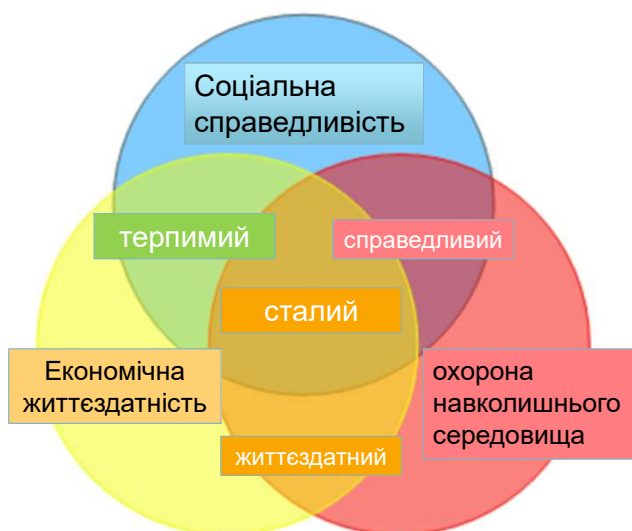 Соціальна
справедливість
терпимий
справедливий
сталий
Економічна
життєздатність
охорона
навколишнього
середовища
життєздатний